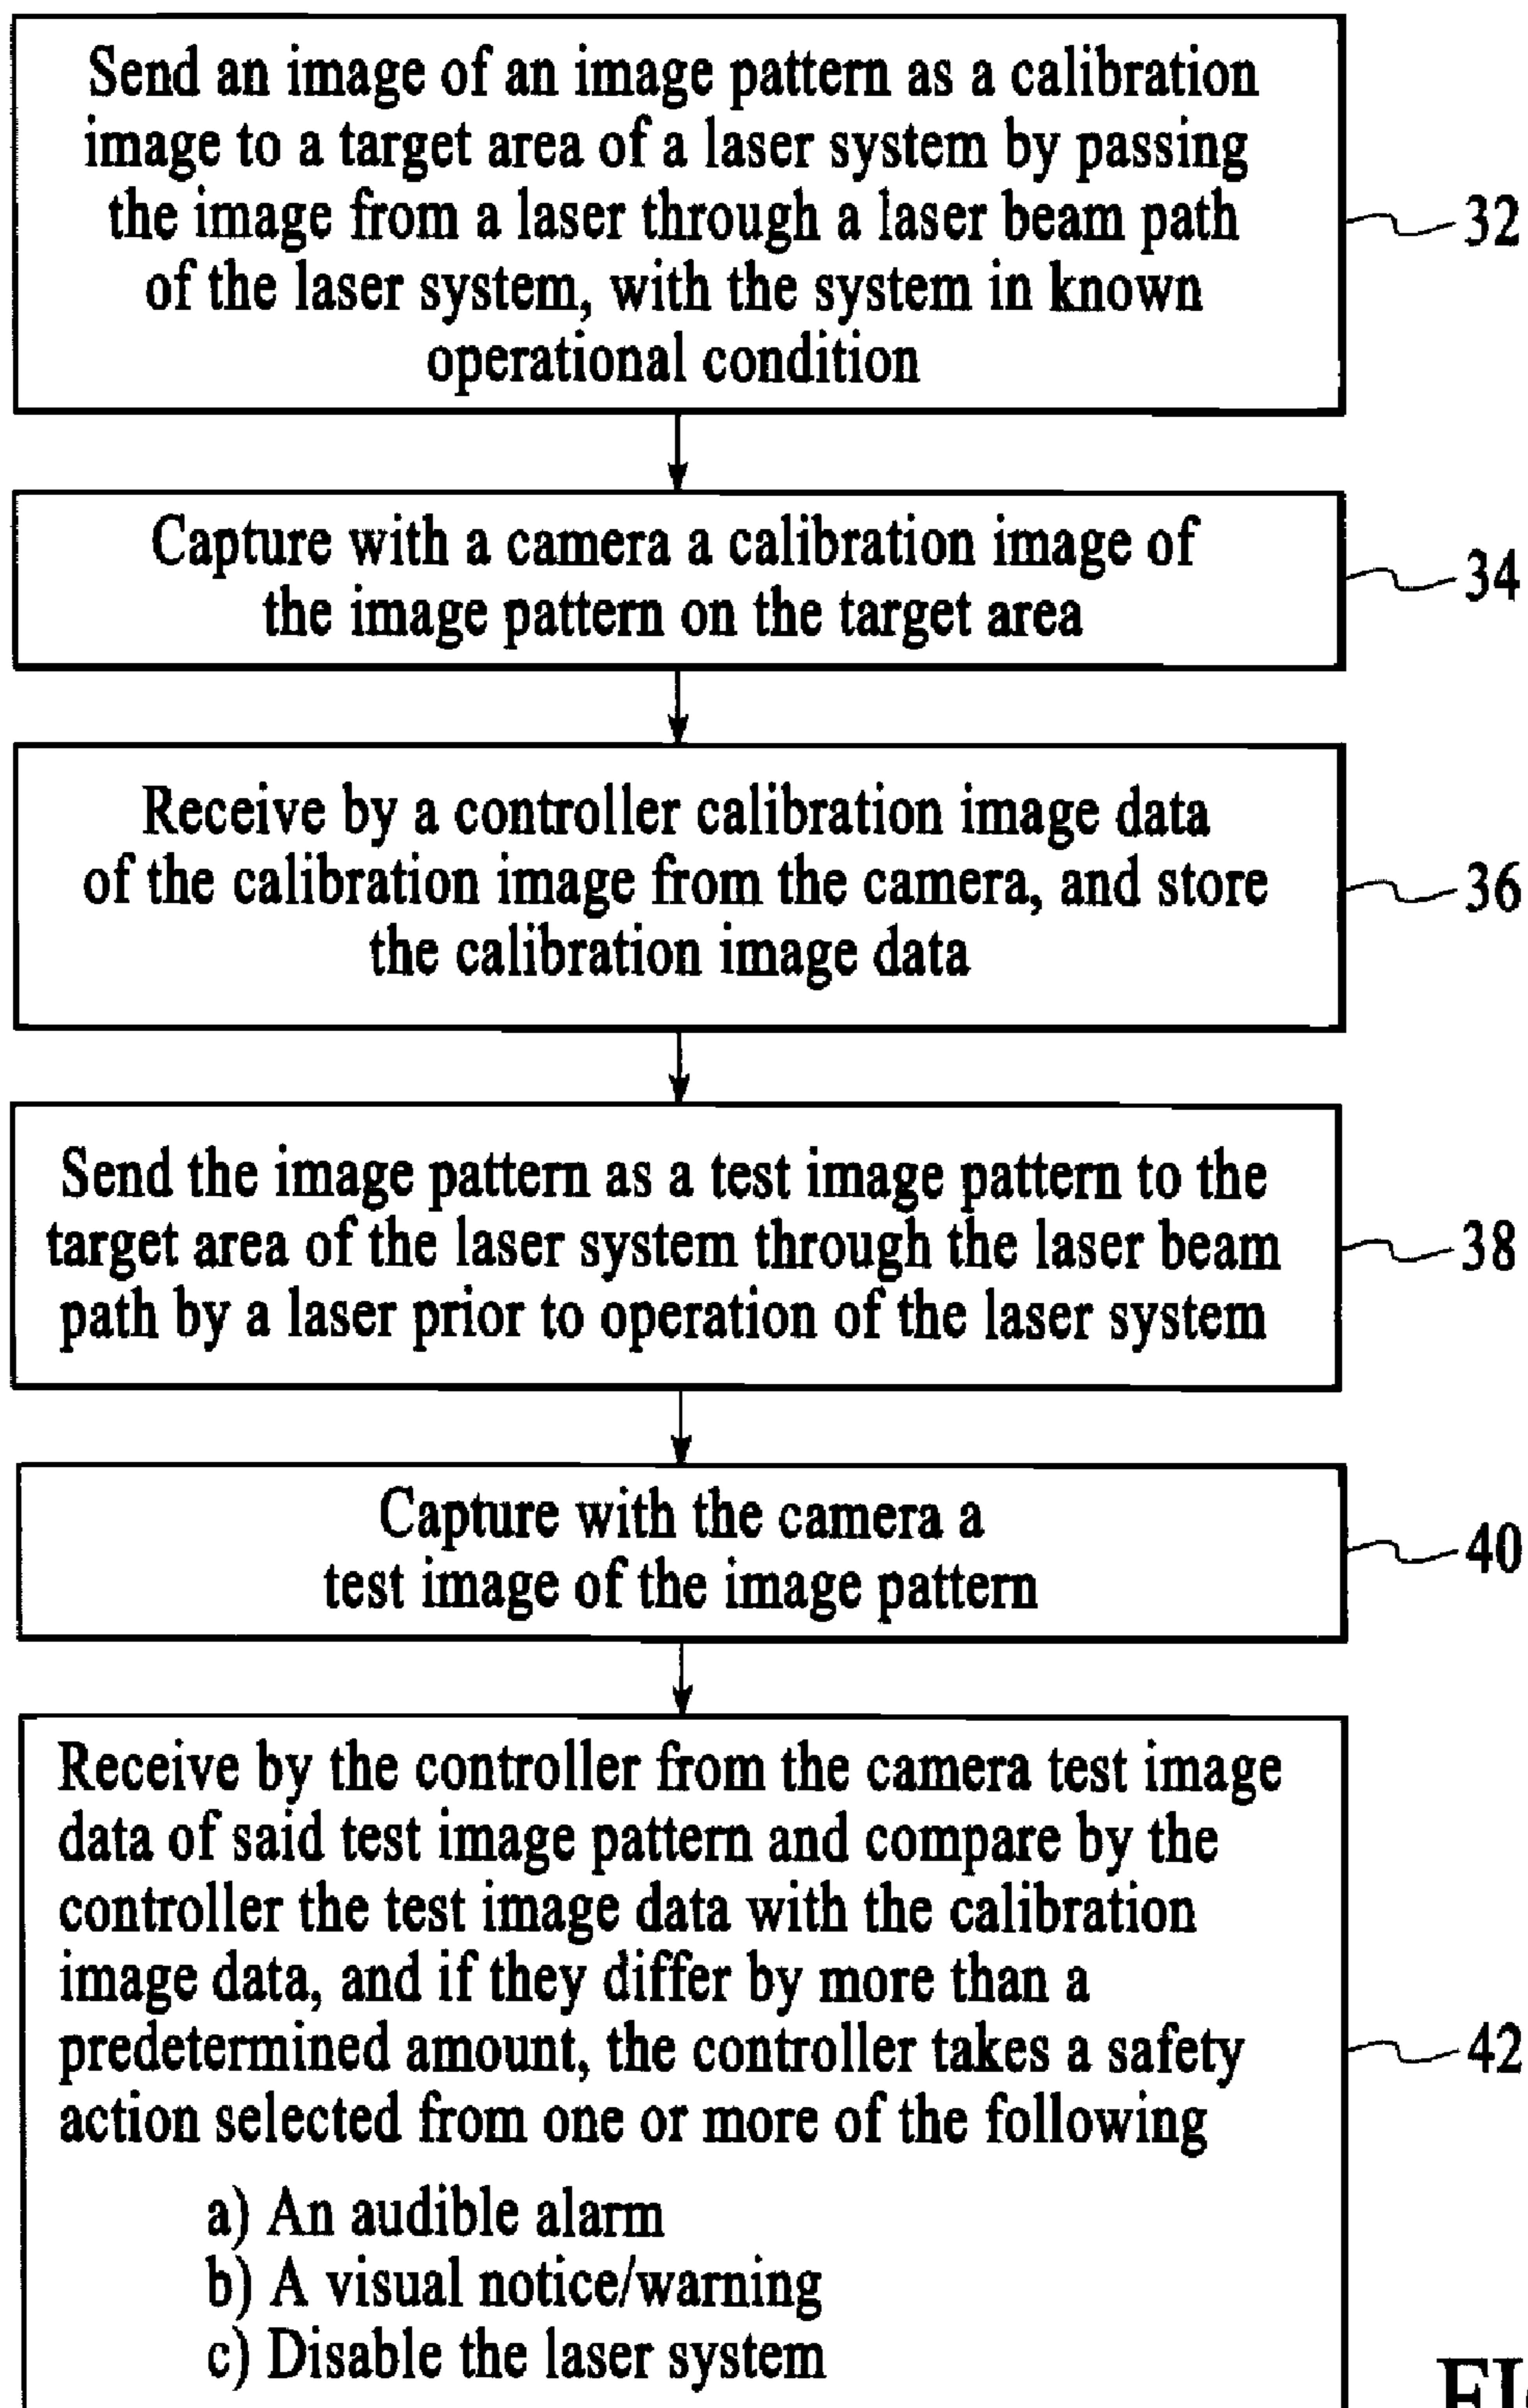 Send an image of an image pattern as a calibration
image to a target area of a laser system by passing
the image from a laser through a laser beam path
of the laser system, with the system in known
operational condition
32
Capture with a camera a calibration image of
the image pattern on the target area
34
Receive by a controller calibration image data
of the calibration image from the camera, and store
the calibration image data
36
Send the image pattern as a test image pattern to the
target area of the laser system through the laser beam
path by a laser prior to operation of the laser system
38
Capture with the camera a
test image of the image pattern
40
Receive by the controller from the camera test image
data of said test image pattern and compare by the
controller the test image data with the calibration
image data, and if they differ by more than a
predetermined amount, the controller takes a safety
action selected from one or more of the following
42
a) An audible alarm
b) A visual notice/warning
c) Disable the laser system